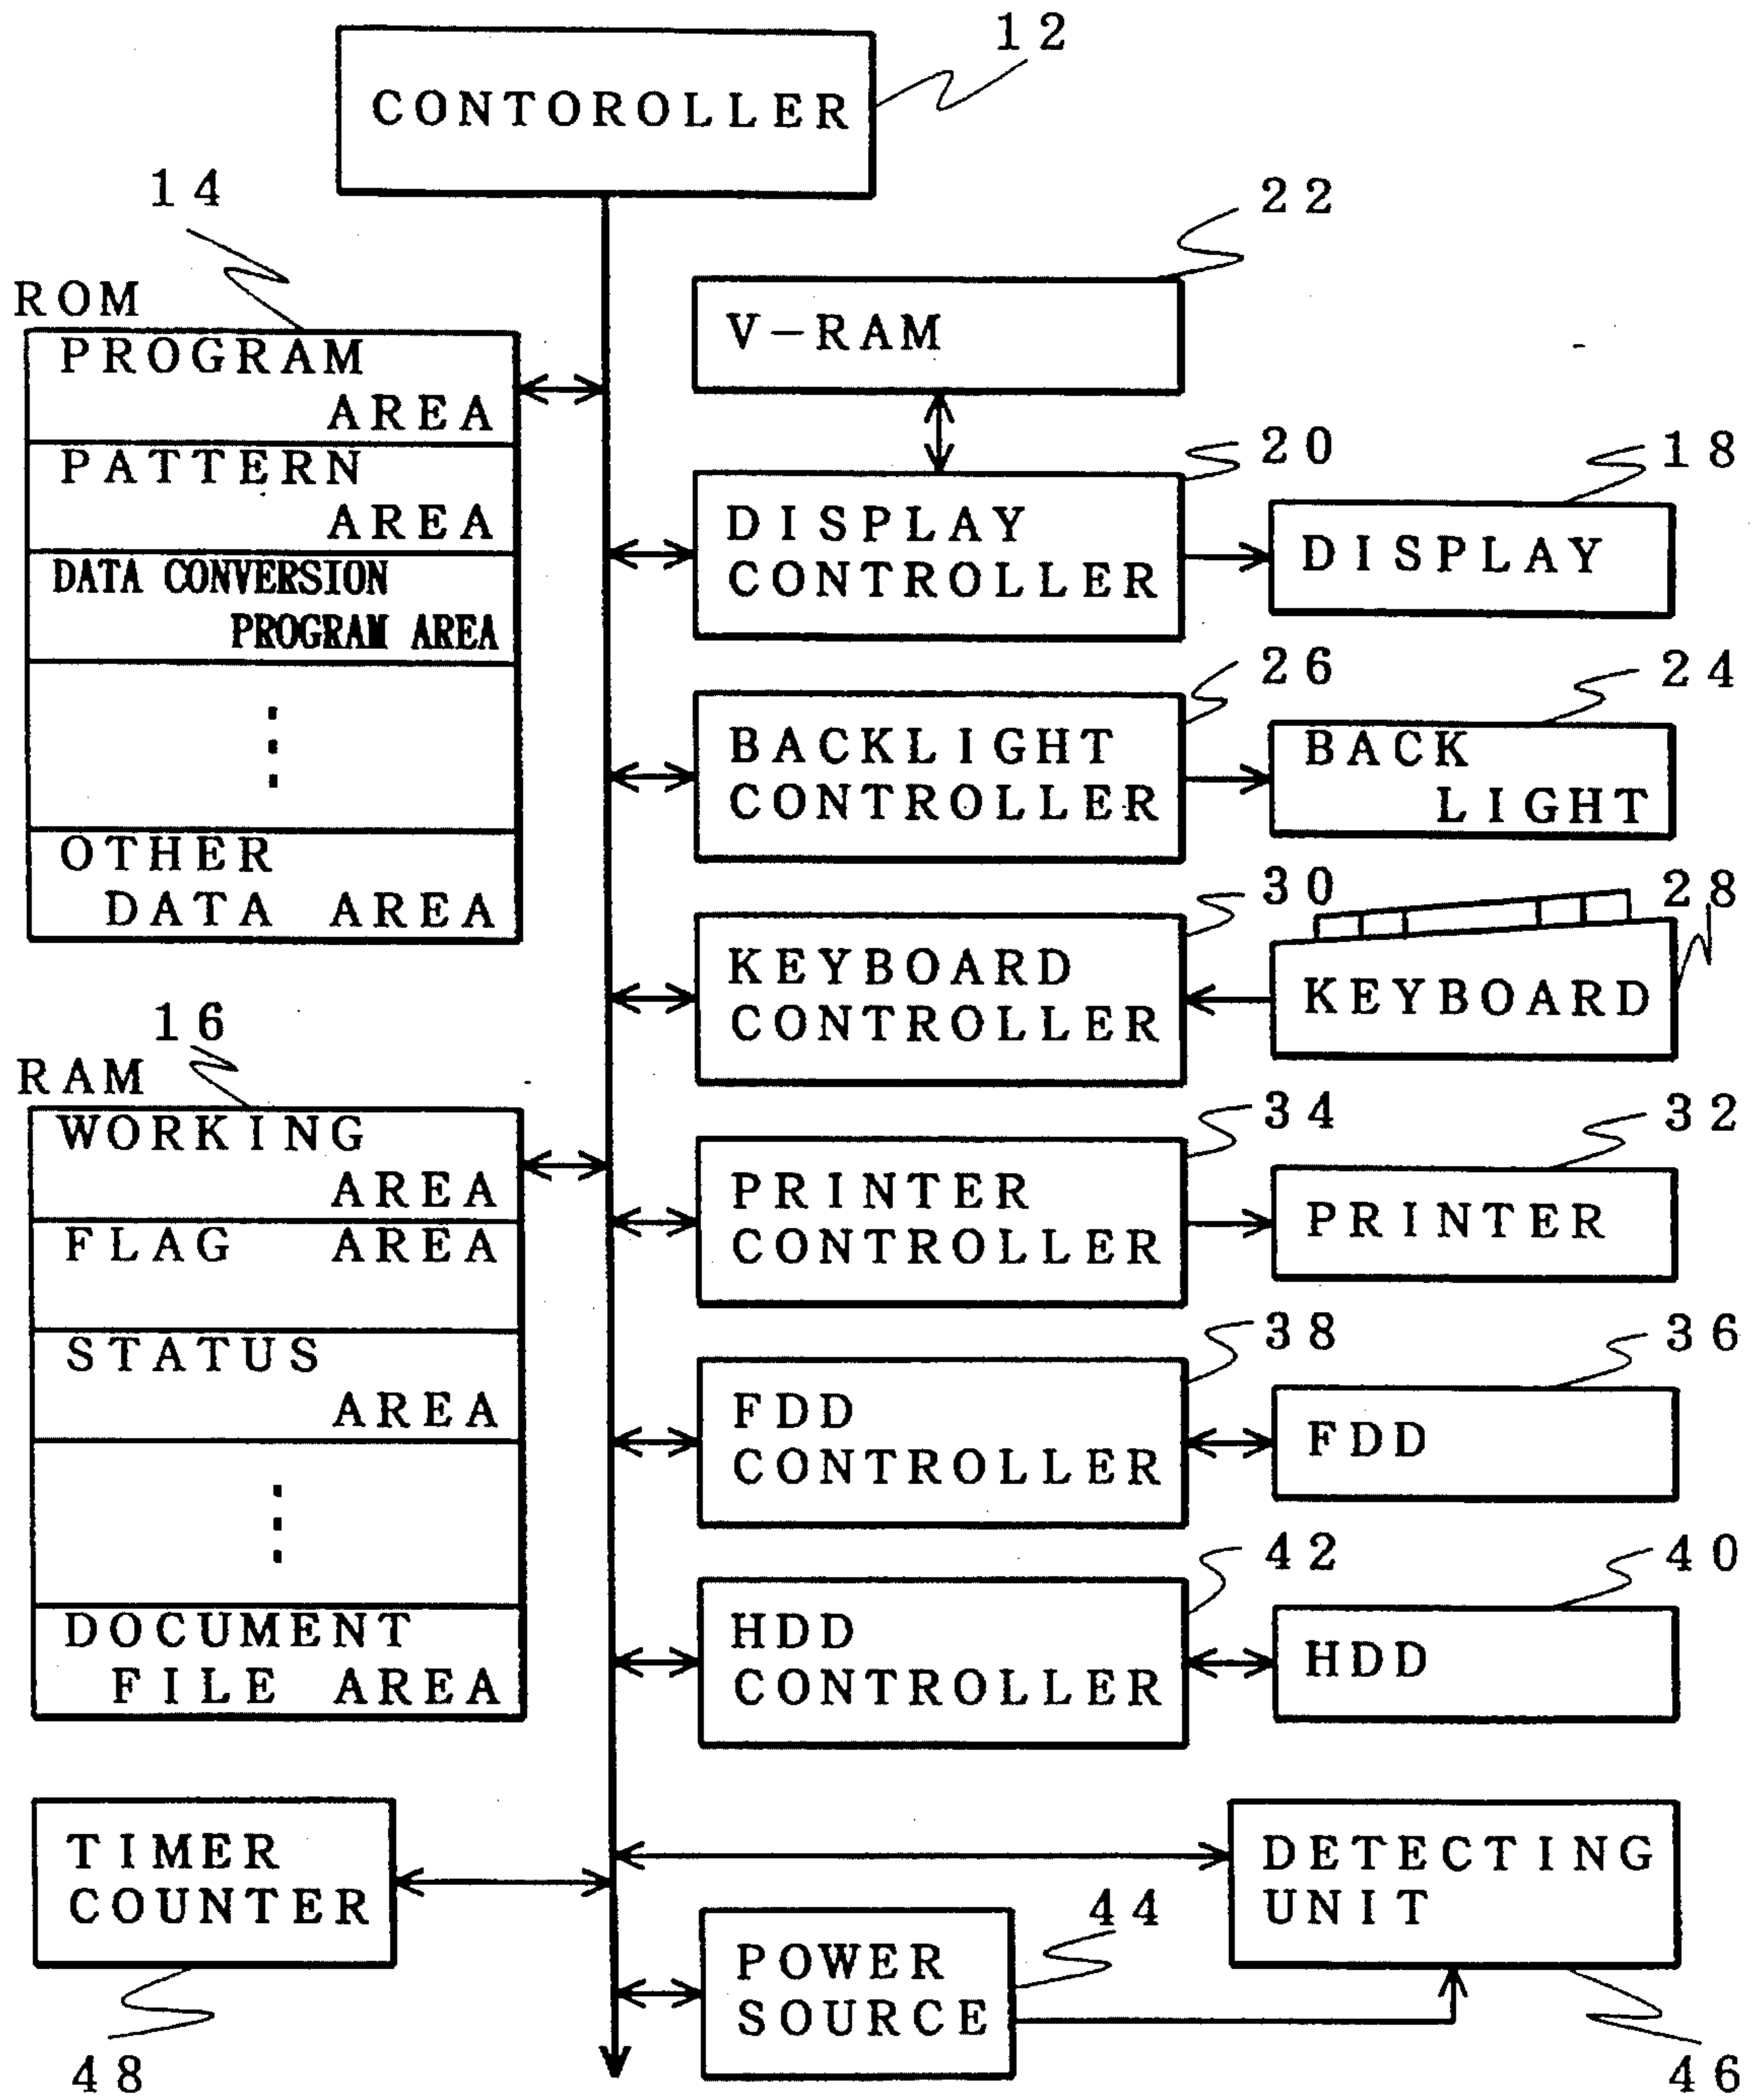 12
CONTOROLLER
14
22
ROM
V-RAM
PROGRAM
AREA
PATTERN
AREA
DATA CONVERSION
PROGRAM AREA
OTHER
DATA AREA
20
18
DISPLAY
CONTROLLER
DISPLAY
26
24
BACKLIGHT
CONTROLLER
BACK
LIGHT
30
28
KEYBOARD
CONTROLLER
KEYBOARD
16
RAM
WORKING
AREA
FLAG AREA
STATUS
AREA
DOCUMENT
FILE AREA
34
32
PRINTER
CONTROLLER
PRINTER
38
36
FDD
CONTROLLER
FDD
42
40
HDD
CONTROLLER
HDD
TIMER
COUNTER
48
DETECTING
UNIT
46
44
POWER
SOURCE